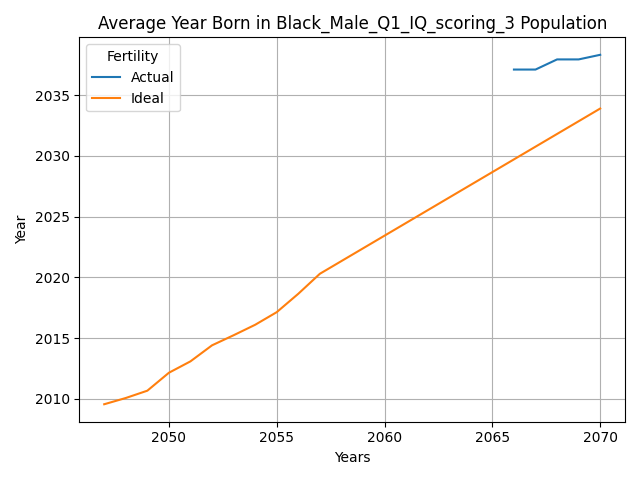 Average Year Born in Black_Male_Q1_IQ_scoring_3 Population
Fertility
Actual
Ideal
2035
2030
2025
2020
2015
2010
Year
2050 2055 2060 2065 2070
Years